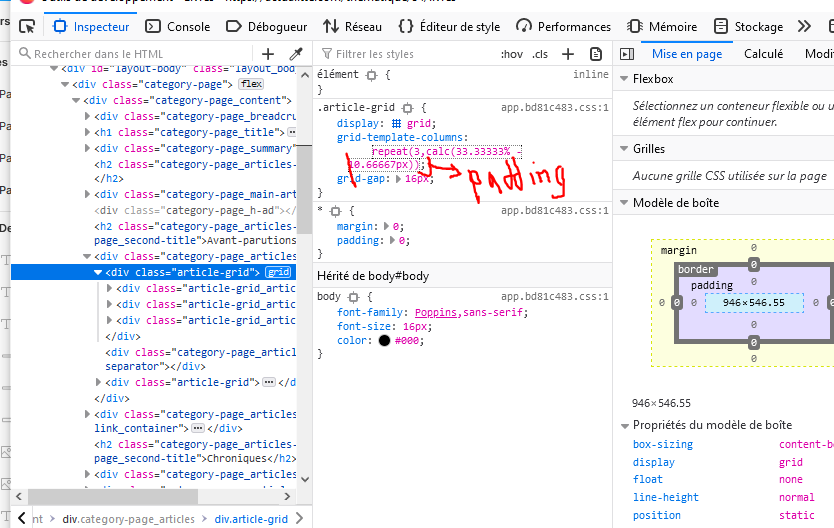 Inspecteur Console Débogueur Réseau {} Éditeur de style Performances Mémoire Stockage
Rechercher dans le HTML
<div id="layout-body" class="layout_bod
<div class="category-page"> flex
<div class="category-page_content">
<div class="category-page_breadcru
<h1 class="category-page_title">
<div class="category-page_summary"
<h2 class="category-page_articles-
</h2>
<div class="category-page_main-art
<div class="category-page_h-ad"></
<h2 class="category-page_articles-
page_second-title">Avant-parutions
<div class="category-page_articles
<div class="article-grid"> grid
<div class="article-grid_artic
<div class="article-grid_artic
<div class="article-grid_artic
</div>
<div class="category-page_artic
separator"></div>
<div class="article-grid"> </d
</div>
<div class="category-page_articles
link_container"> </div>
<h2 class="category-page_articles-
page_second-title">Chroniques</h2>
<div class="category-page_articles
nt div.category-page_articles div.article-grid
Filtrer les styles :hov .cls +
élément { inline
}
.article-grid { app.bd81c483.css:1
display: grid;
grid-template-columns:
repeat(3,calc(33.33333% -
10.66667px));
grid-gap: 16px;
}
padding
* { app.bd81c483.css:1
margin: 0;
padding: 0;
}
Hérité de body#body
body { app.bd81c483.css:1
font-family: Poppins,sans-serif;
font-size: 16px;
color: #000;
}
Mise en page Calculé Modif
Flexbox
Sélectionnez un conteneur flexible ou u
élément flex pour continuer.
Grilles
Aucune grille CSS utilisée sur la page
Modèle de boîte
margin 0
border 0
padding 0
0 0 0 946×546.55 0 0
0
0
0
946×546.55
Propriétés du modèle de boîte
box-sizing content-b
display grid
float none
line-height normal
position static